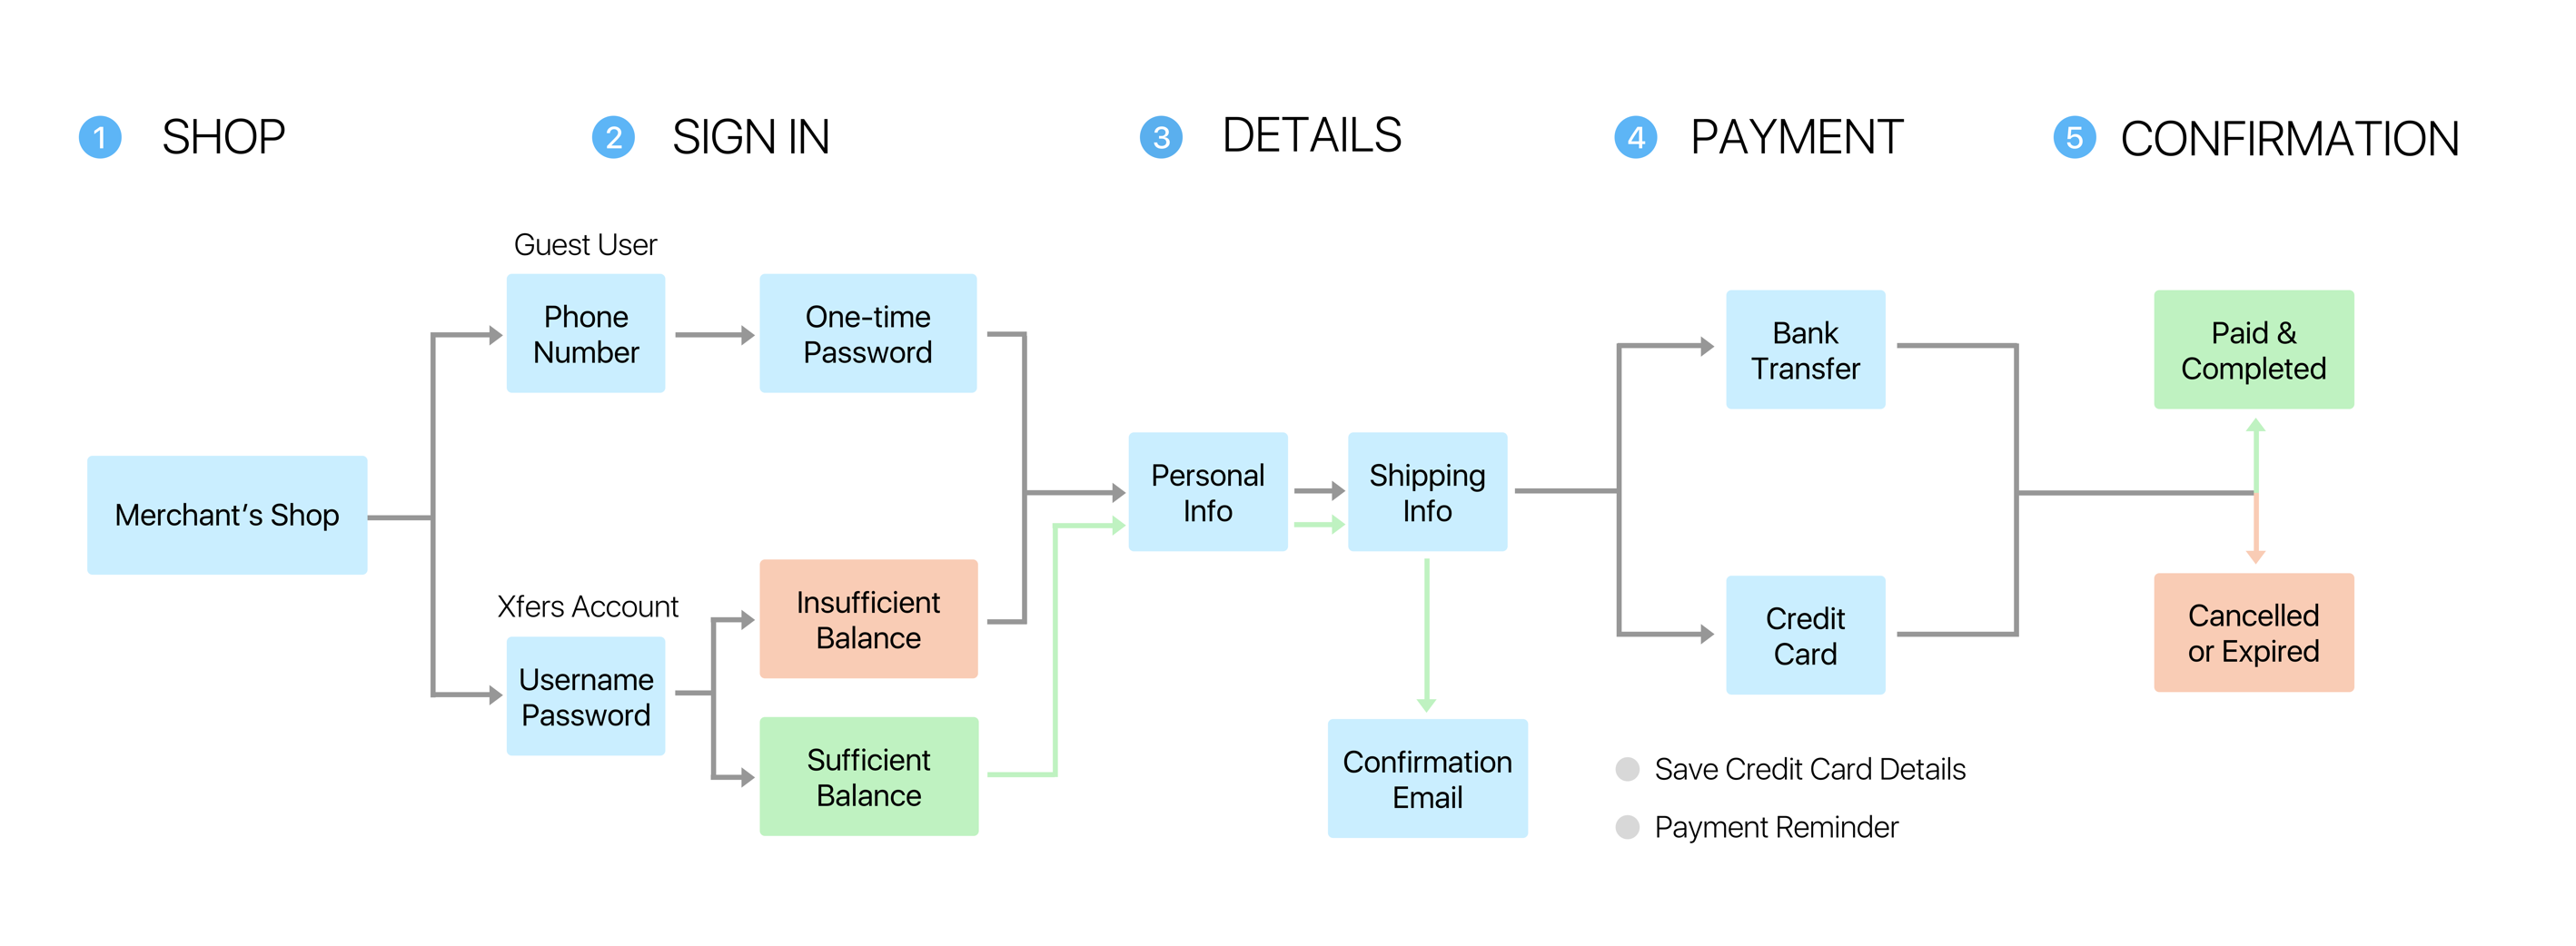 1 SHOP
2 SIGN IN
3 DETAILS
4 PAYMENT
5 CONFIRMATION
Guest User
Phone
Number
One-time
Password
Merchant’s Shop
Xfers Account
Username
Password
Insufficient
Balance
Sufficient
Balance
Personal
Info
Shipping
Info
Confirmation
Email
Bank
Transfer
Credit
Card
Save Credit Card Details
Payment Reminder
Paid &
Completed
Cancelled
or Expired